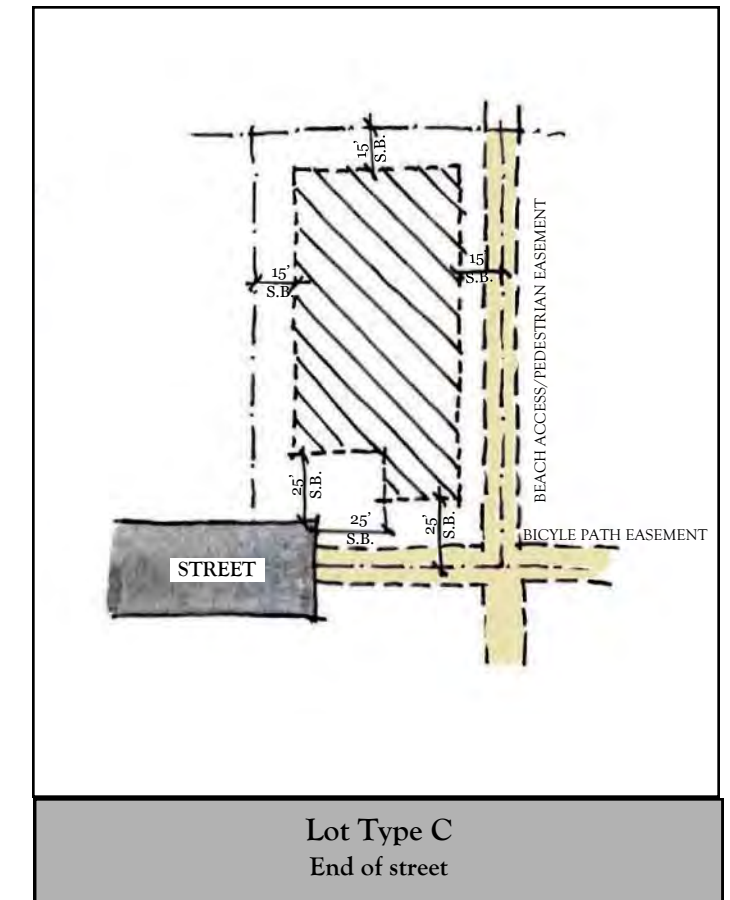 15'
S.B.
15'
S.B.
15'
S.B.
BEACH ACCESS/PEDESTRIAN EASEMENT
25'
S.B.
25'
S.B.
25'
S.B.
BICYLE PATH EASEMENT
STREET
Lot Type C
End of street